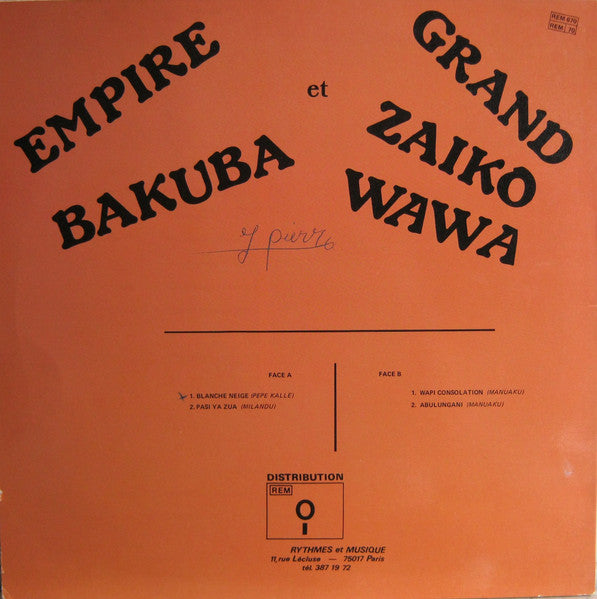 REM 670
REM 70
EMPIRE
BAKUBA
et
GRAND
ZAIKO
WAWA
FACE A
1. BLANCHE NEIGE (PEPE KALLE)
2. PASI YA ZUA (MILANDU)
FACE B
1. WAPI CONSOLATION (MANUAKU)
2. ABULUNGANI (MANUAKU)
DISTRIBUTION
REM
RYTHMES et MUSIQUE
11, rue Lécluse — 75017 Paris
tél. 387 19 72